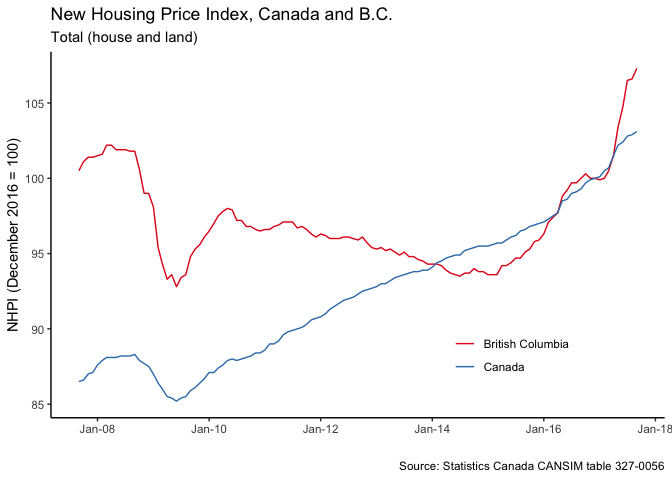 New Housing Price Index, Canada and B.C.
Total (house and land)
NHPI (December 2016 = 100)
105
100
95
90
85
British Columbia
Canada
Jan-08 Jan-10 Jan-12 Jan-14 Jan-16 Jan-18
Source: Statistics Canada CANSIM table 327-0056